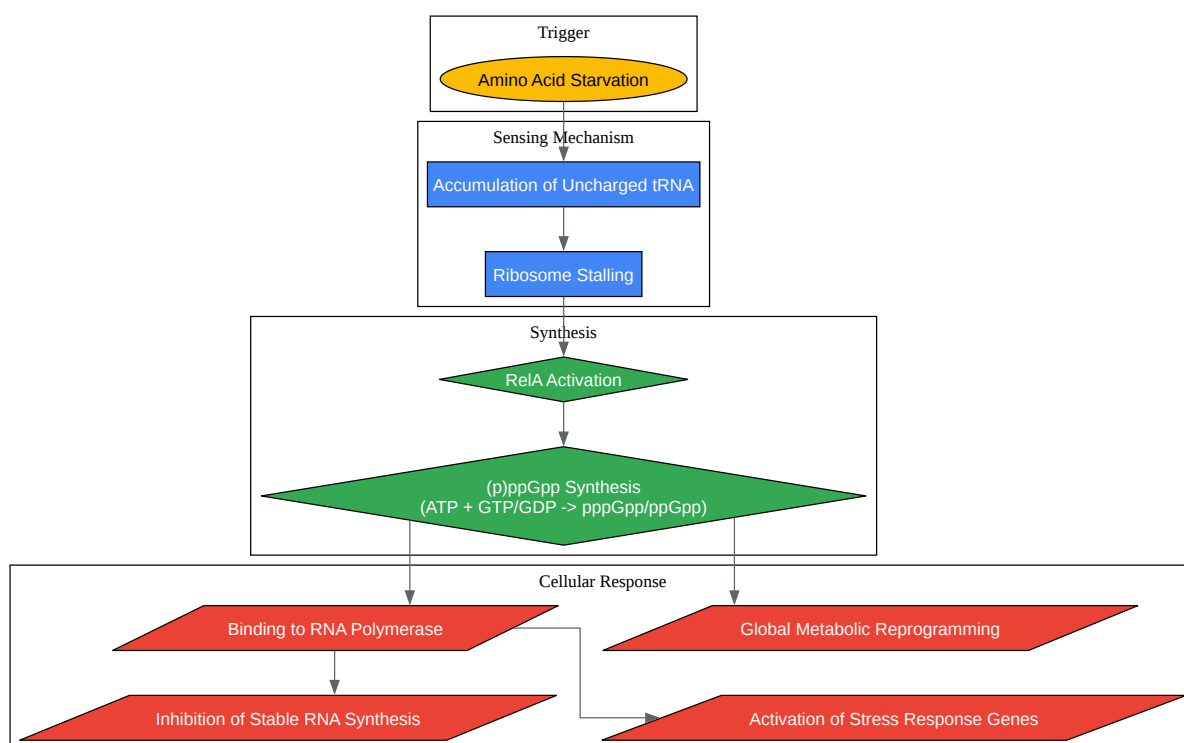 Trigger
Amino Acid Starvation
Sensing Mechanism
Accumulation of Uncharged tRNA
Ribosome Stalling
Synthesis
RelA Activation
(p)ppGpp Synthesis
(ATP + GTP/GDP -> pppGpp/ppGpp)
Cellular Response
Binding to RNA Polymerase
Global Metabolic Reprogramming
Inhibition of Stable RNA Synthesis
Activation of Stress Response Genes